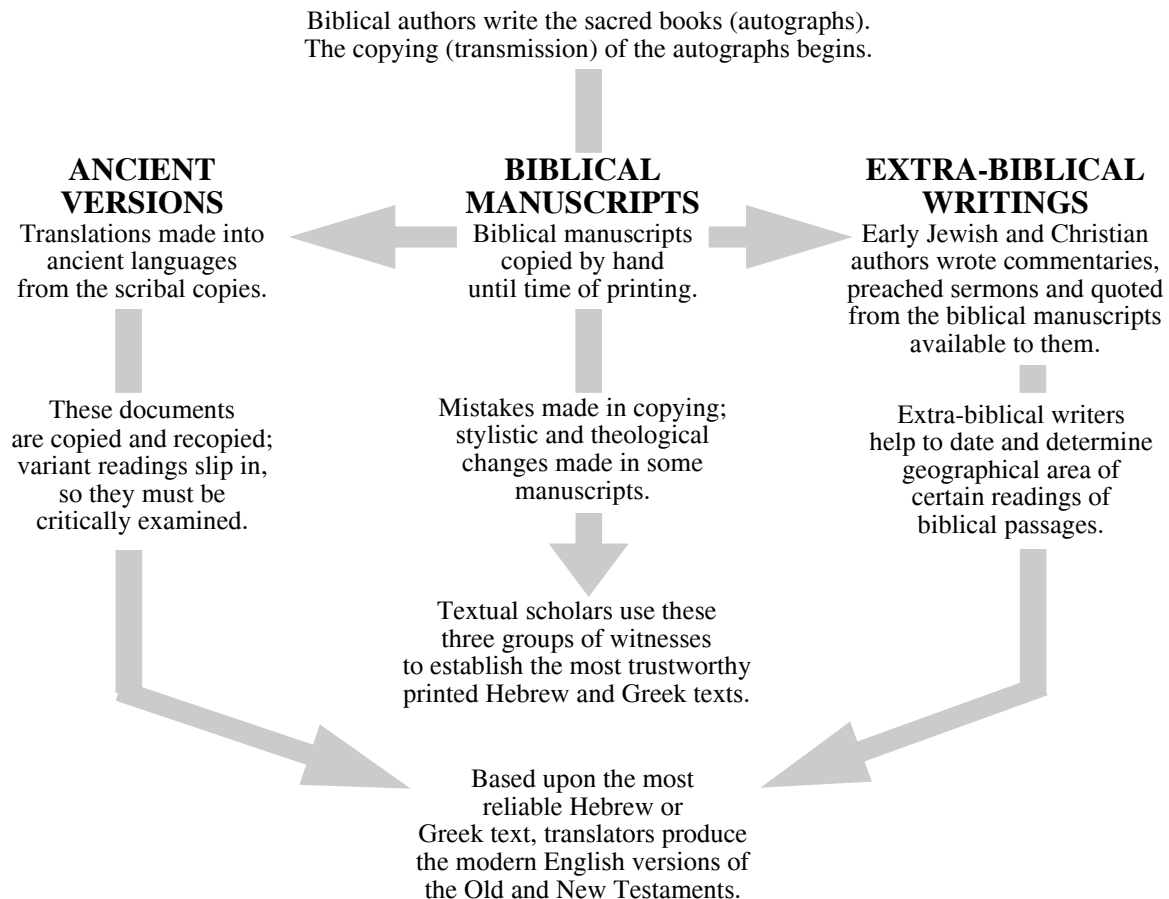 Biblical authors write the sacred books (autographs).
The copying (transmission) of the autographs begins.
ANCIENT
VERSIONS
Translations made into
ancient languages
from the scribal copies.
BIBLICAL
MANUSCRIPTS
Biblical manuscripts
copied by hand
until time of printing.
EXTRA-BIBLICAL
WRITINGS
Early Jewish and Christian
authors wrote commentaries,
preached sermons and quoted
from the biblical manuscripts
available to them.
These documents
are copied and recopied;
variant readings slip in,
so they must be
critically examined.
Mistakes made in copying;
stylistic and theological
changes made in some
manuscripts.
Extra-biblical writers
help to date and determine
geographical area of
certain readings of
biblical passages.
Textual scholars use these
three groups of witnesses
to establish the most trustworthy
printed Hebrew and Greek texts.
Based upon the most
reliable Hebrew or
Greek text, translators produce
the modern English versions of
the Old and New Testaments.